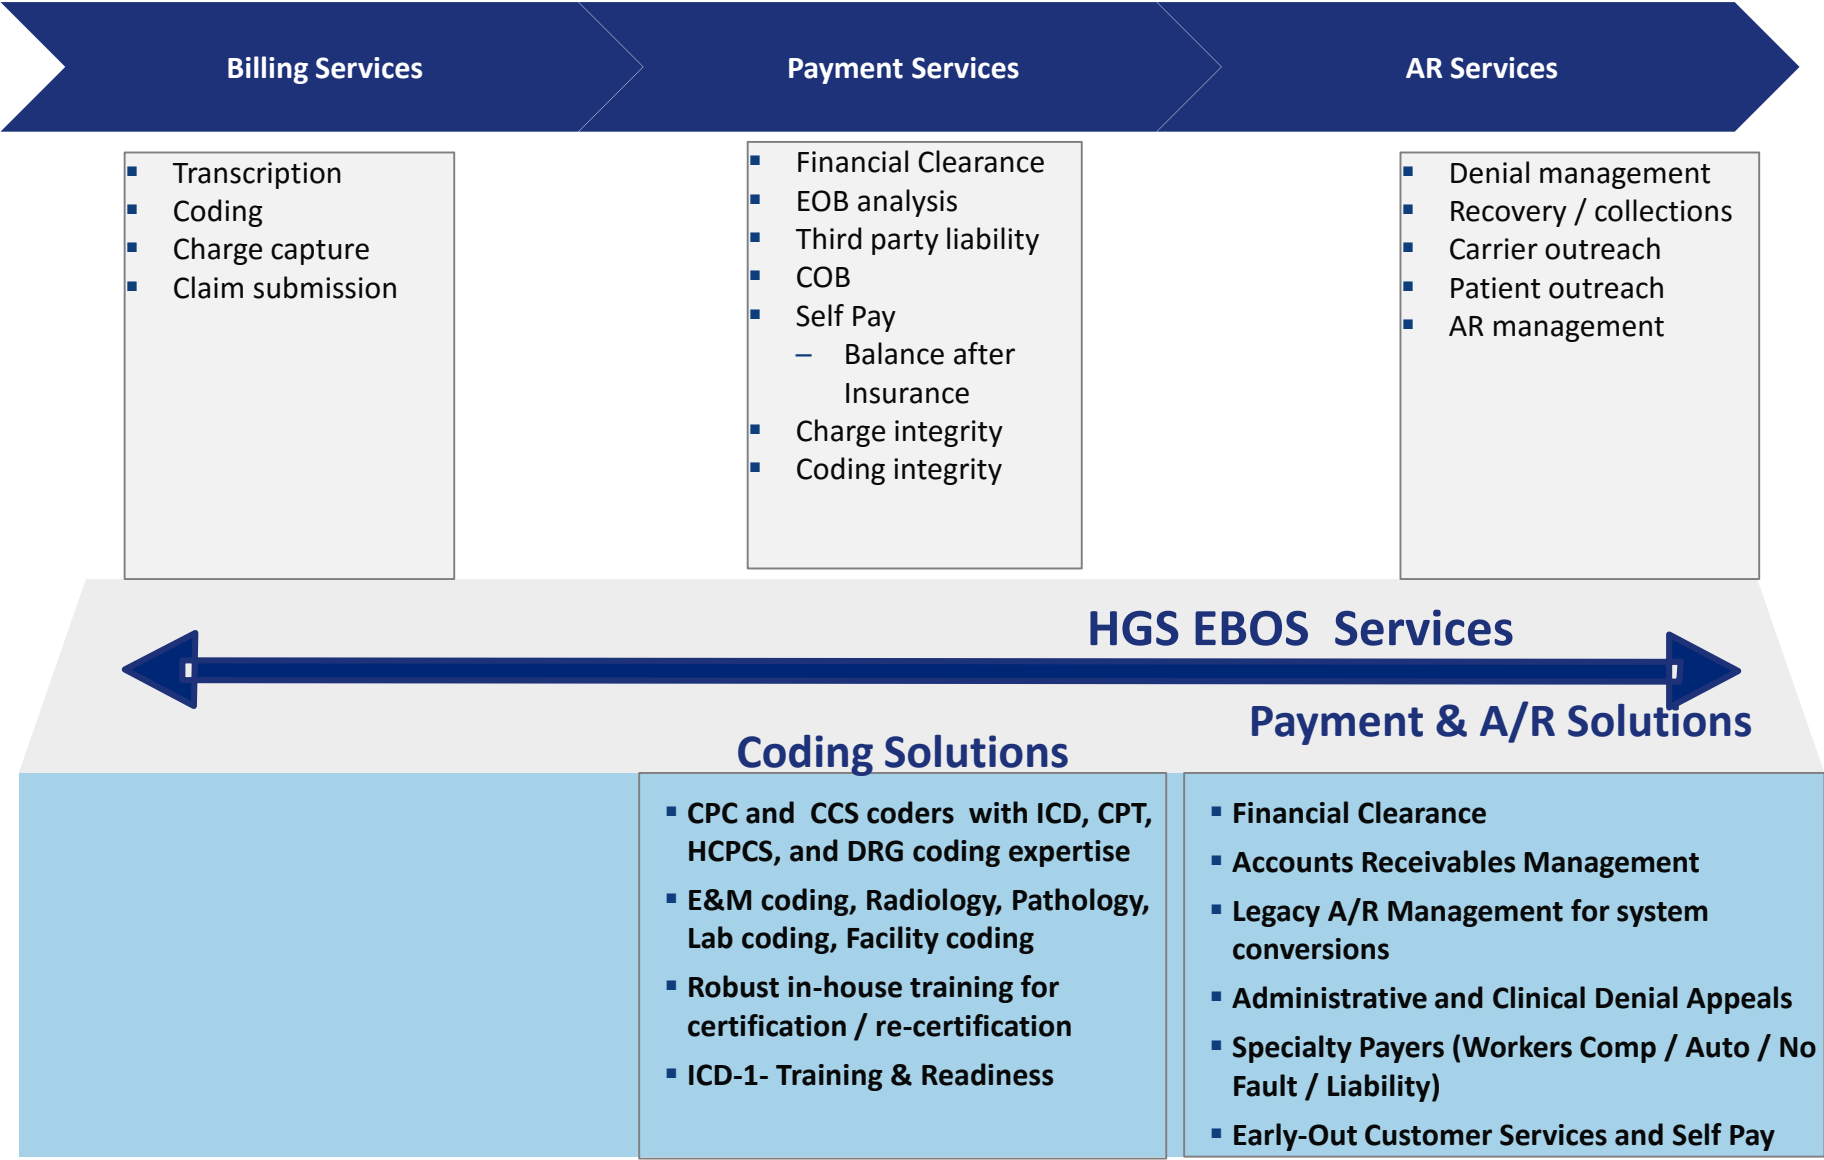 Billing Services
Payment Services
AR Services
▪ Transcription
▪ Coding
▪ Charge capture
▪ Claim submission
▪ Financial Clearance
▪ EOB analysis
▪ Third party liability
▪ COB
▪ Self Pay
– Balance after
Insurance
▪ Charge integrity
▪ Coding integrity
▪ Denial management
▪ Recovery / collections
▪ Carrier outreach
▪ Patient outreach
▪ AR management
HGS EBOS Services
Coding Solutions
▪ CPC and CCS coders with ICD, CPT,
HCPCS, and DRG coding expertise
▪ E&M coding, Radiology, Pathology,
Lab coding, Facility coding
▪ Robust in-house training for
certification / re-certification
▪ ICD-1- Training & Readiness
Payment & A/R Solutions
▪ Financial Clearance
▪ Accounts Receivables Management
▪ Legacy A/R Management for system
conversions
▪ Administrative and Clinical Denial Appeals
▪ Specialty Payers (Workers Comp / Auto / No
Fault / Liability)
▪ Early-Out Customer Services and Self Pay